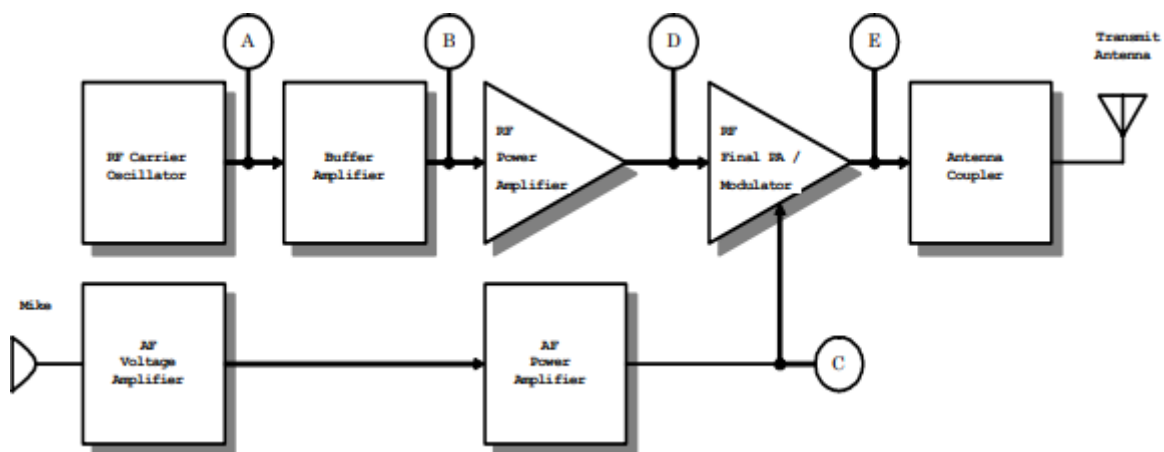 A
B
D
E
Transmit
Antenna
RF Carrier
Oscillator
Buffer
Amplifier
RF
Power
Amplifier
RF
Final PA /
Modulator
Antenna
Coupler
Mike
AF
Voltage
Amplifier
AF
Power
Amplifier
C